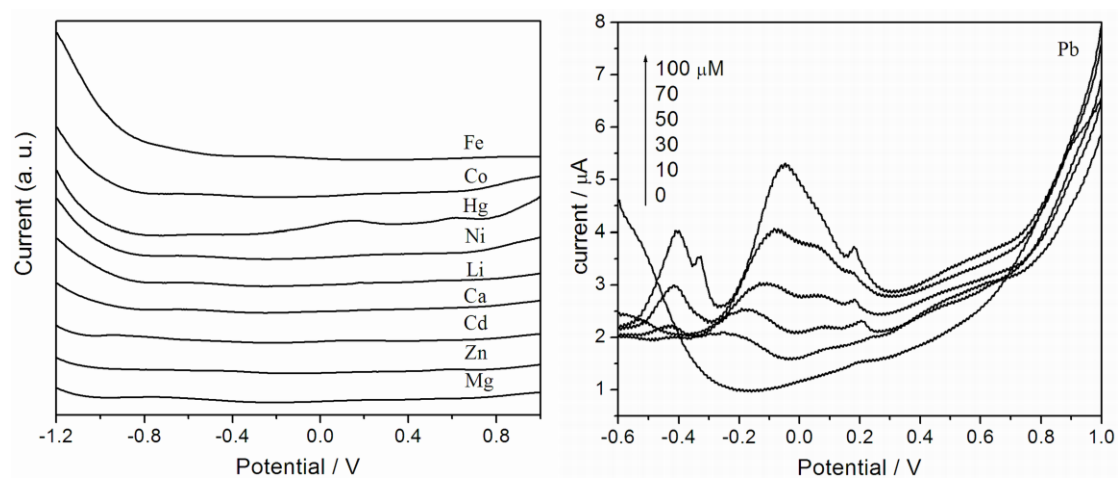 Current (a. u.)
Fe
Co
Hg
Ni
Li
Ca
Cd
Zn
Mg
-1.2 -0.8 -0.4 0.0 0.4 0.8
Potential / V
current / μA
8
7
6
5
4
3
2
1
Pb
100 μM
70
50
30
10
0
-0.6 -0.4 -0.2 0.0 0.2 0.4 0.6 0.8 1.0
Potential / V